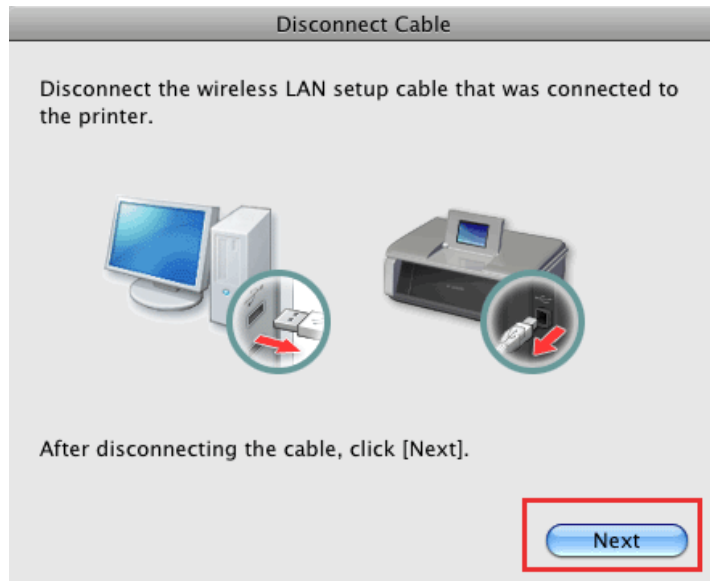 Disconnect Cable
Disconnect the wireless LAN setup cable that was connected to
the printer.
After disconnecting the cable, click [Next].
Next